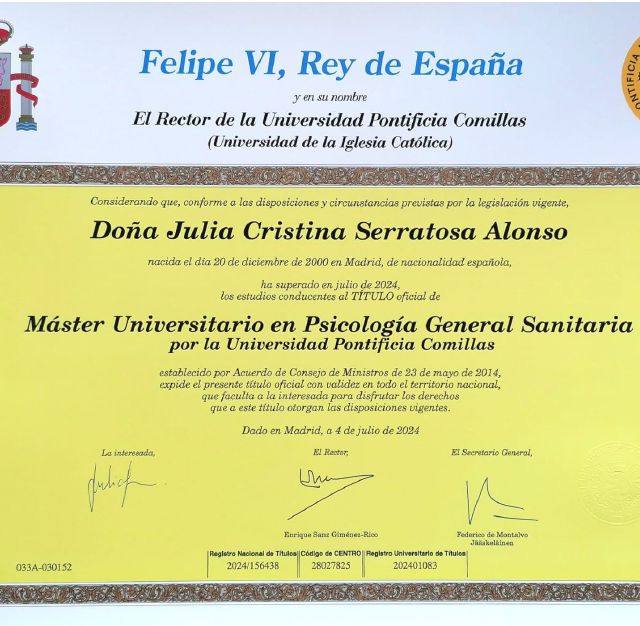 Felipe VI, Rey de España
y en su nombre
El Rector de la Universidad Pontificia Comillas
(Universidad de la Iglesia Católica)
Considerando que, conforme a las disposiciones y circunstancias previstas por la legislación vigente,
Doña Julia Cristina Serratosa Alonso
nacida el día 20 de diciembre de 2000 en Madrid, de nacionalidad española,
ha superado en julio de 2024,
los estudios conducentes al TÍTULO oficial de
Máster Universitario en Psicología General Sanitaria
por la Universidad Pontificia Comillas
establecido por Acuerdo de Consejo de Ministros de 23 de mayo de 2014,
expide el presente título oficial con validez en todo el territorio nacional,
que faculta a la interesada para disfrutar los derechos
que a este título otorgan las disposiciones vigentes.
Dado en Madrid, a 4 de julio de 2024
La interesada, El Rector, El Secretario General,
Enrique Sanz Giménez-Rico
Federico de Montalvo
Jääskeläinen
Registro Nacional de Títulos Código de CENTRO Registro Universitario de Títulos
033A-030152 2024/156438 28027825 202401083